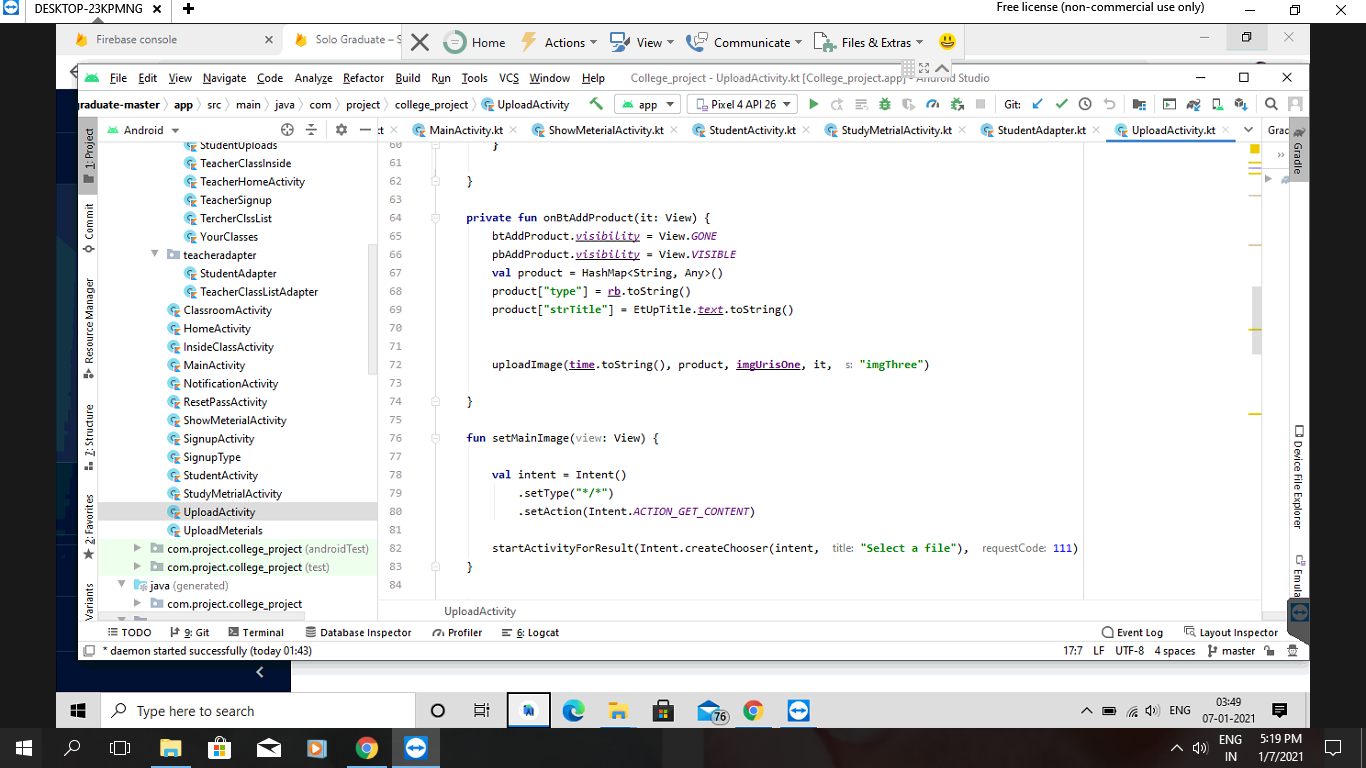 DESKTOP-23KPMNG
Free license (non-commercial use only)
Firebase console
Solo Graduate – S
Home
Actions
View
Communicate
Files & Extras
File Edit View Navigate Code Analyze Refactor Build Run Tools VCS Window Help
College_project - UploadActivity.kt [College_project.app] - Android Studio
graduate-master app src main java com project college_project UploadActivity
app
Pixel 4 API 26
Git:
Android
MainActivity.kt
ShowMeterialActivity.kt
StudentActivity.kt
StudyMetrialActivity.kt
StudentAdapter.kt
UploadActivity.kt
1: Project
Commit
Resource Manager
7: Structure
2: Favorites
Variants
StudentUploads
TeacherClassInside
TeacherHomeActivity
TeacherSignup
TercherClssList
YourClasses
teacheradapter
StudentAdapter
TeacherClassListAdapter
ClassroomActivity
HomeActivity
InsideClassActivity
MainActivity
NotificationActivity
ResetPassActivity
ShowMeterialActivity
SignupActivity
SignupType
StudentActivity
StudyMetrialActivity
UploadActivity
UploadMeterials
com.project.college_project (androidTest)
com.project.college_project (test)
java (generated)
com.project.college_project
60 }
61
62 }
63
64 private fun onBtAddProduct(it: View) {
65 btAddProduct.visibility = View.GONE
66 pbAddProduct.visibility = View.VISIBLE
67 val product = HashMap<String, Any>()
68 product["type"] = rb.toString()
69 product["strTitle"] = EtUpTitle.text.toString()
70
71
72 uploadImage(time.toString(), product, imgUrisOne, it, s: "imgThree")
73
74 }
75
76 fun setMainImage(view: View) {
77
78 val intent = Intent()
79 .setType("*/*")
80 .setAction(Intent.ACTION_GET_CONTENT)
81
82 startActivityForResult(Intent.createChooser(intent, title: "Select a file"), requestCode: 111)
83 }
84
UploadActivity
Grac
Gradle
Device File Explorer
Emula
TODO
9: Git
Terminal
Database Inspector
Profiler
6: Logcat
Event Log
Layout Inspector
* daemon started successfully (today 01:43)
17:7 LF UTF-8 4 spaces master
Type here to search
76
ENG
03:49
07-01-2021
ENG
IN
5:19 PM
1/7/2021